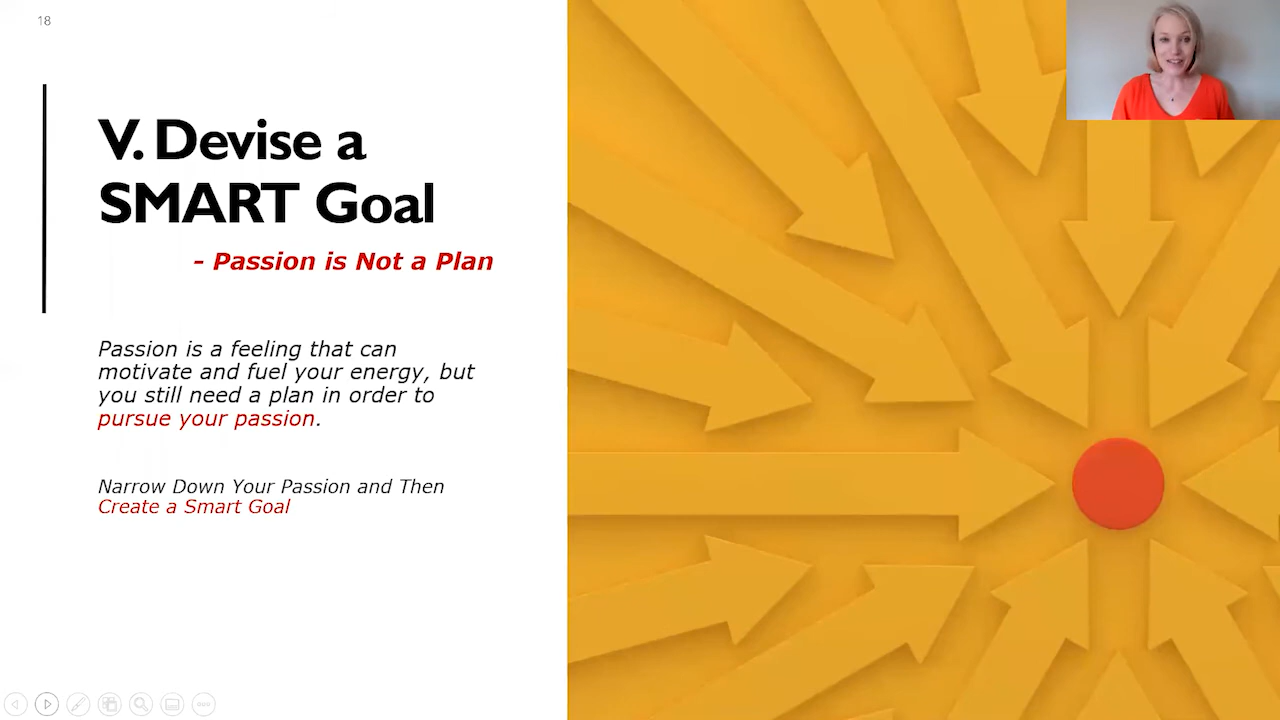 18
V. Devise a
SMART Goal
- Passion is Not a Plan
Passion is a feeling that can
motivate and fuel your energy, but
you still need a plan in order to
pursue your passion.
Narrow Down Your Passion and Then
Create a Smart Goal